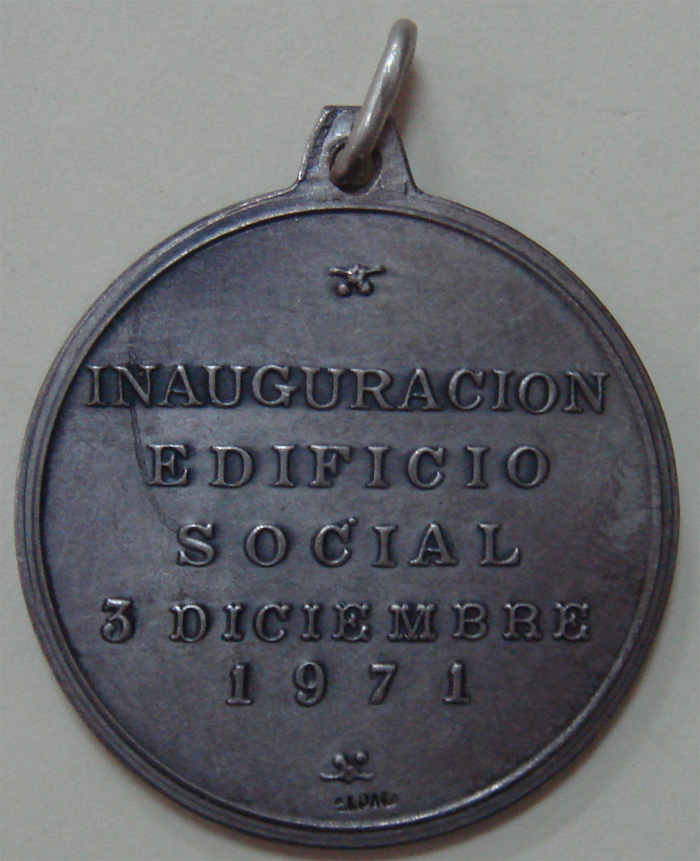 INAUGURACION
EDIFICIO
SOCIAL
3 DICIEMBRE
1971